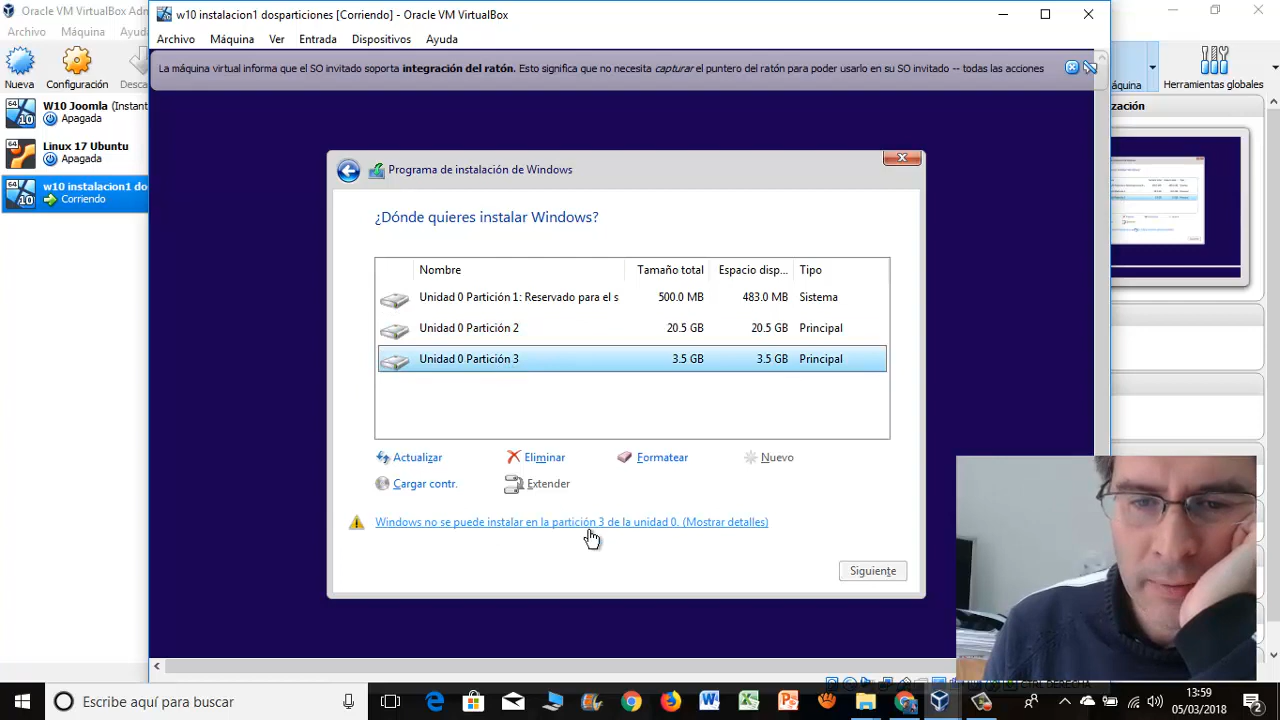 Oracle VM VirtualBox Adn
w10 instalacion1 dosparticiones [Corriendo] - Oracle VM VirtualBox
Archivo Máquina Ayuda
Archivo Máquina Ver Entrada Dispositivos Ayuda
La máquina virtual informa que el SO invitado soporta integración del ratón. Esto significa que no necesita capturar el puntero del ratón para poder usarlo en su SO invitado -- todas las acciones
Nueva Configuración Desca
áquina Herramientas globales
W10 Joomla (Instant
Apagada
Linux 17 Ubuntu
Apagada
w10 instalacion1 do
Corriendo
ización
Programa de instalación de Windows
¿Dónde quieres instalar Windows?
Nombre Tamaño total Espacio disp... Tipo
Unidad 0 Partición 1: Reservado para el s 500.0 MB 483.0 MB Sistema
Unidad 0 Partición 2 20.5 GB 20.5 GB Principal
Unidad 0 Partición 3 3.5 GB 3.5 GB Principal
Actualizar Eliminar Formatear Nuevo
Cargar contr. Extender
Windows no se puede instalar en la partición 3 de la unidad 0. (Mostrar detalles)
Siguiente
CTRL DERECHA
Escribe aquí para buscar
13:59
05/03/2018
2